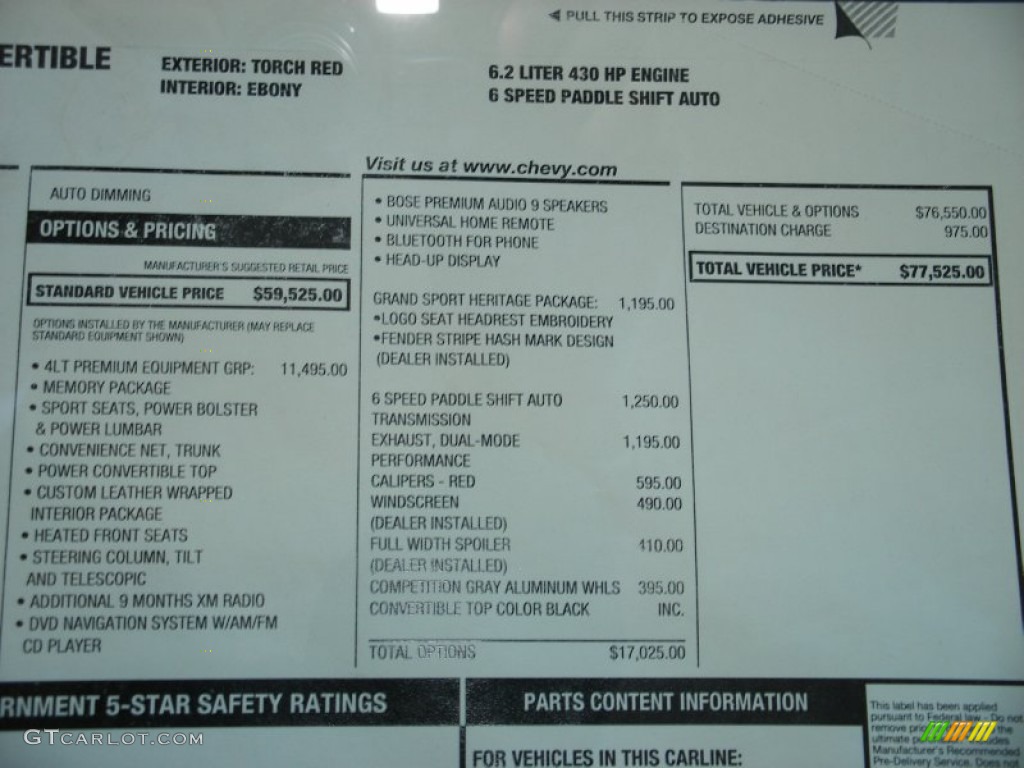 PULL THIS STRIP TO EXPOSE ADHESIVE
ERTIBLE
EXTERIOR: TORCH RED
INTERIOR: EBONY
6.2 LITER 430 HP ENGINE
6 SPEED PADDLE SHIFT AUTO
Visit us at www.chevy.com
AUTO DIMMING
OPTIONS & PRICING
MANUFACTURER'S SUGGESTED RETAIL PRICE
STANDARD VEHICLE PRICE $59,525.00
OPTIONS INSTALLED BY THE MANUFACTURER (MAY REPLACE
STANDARD EQUIPMENT SHOWN)
• 4LT PREMIUM EQUIPMENT GRP: 11,495.00
• MEMORY PACKAGE
• SPORT SEATS, POWER BOLSTER
& POWER LUMBAR
• CONVENIENCE NET, TRUNK
• POWER CONVERTIBLE TOP
• CUSTOM LEATHER WRAPPED
INTERIOR PACKAGE
• HEATED FRONT SEATS
• STEERING COLUMN, TILT
AND TELESCOPIC
• ADDITIONAL 9 MONTHS XM RADIO
• DVD NAVIGATION SYSTEM W/AM/FM
CD PLAYER
• BOSE PREMIUM AUDIO 9 SPEAKERS
• UNIVERSAL HOME REMOTE
• BLUETOOTH FOR PHONE
• HEAD-UP DISPLAY
GRAND SPORT HERITAGE PACKAGE: 1,195.00
•LOGO SEAT HEADREST EMBROIDERY
•FENDER STRIPE HASH MARK DESIGN
(DEALER INSTALLED)
6 SPEED PADDLE SHIFT AUTO 1,250.00
TRANSMISSION
EXHAUST, DUAL-MODE 1,195.00
PERFORMANCE
CALIPERS - RED 595.00
WINDSCREEN 490.00
(DEALER INSTALLED)
FULL WIDTH SPOILER 410.00
(DEALER INSTALLED)
COMPETITION GRAY ALUMINUM WHLS 395.00
CONVERTIBLE TOP COLOR BLACK INC.
TOTAL OPTIONS $17,025.00
TOTAL VEHICLE & OPTIONS $76,550.00
DESTINATION CHARGE 975.00
TOTAL VEHICLE PRICE* $77,525.00
RNMENT 5-STAR SAFETY RATINGS
PARTS CONTENT INFORMATION
FOR VEHICLES IN THIS CARLINE:
This label has been applied
pursuant to Federal law - Do not
remove the
ultimate
Manufacturer's Recommended
Pre-Delivery Service. Does not
GTCARLOT.COM